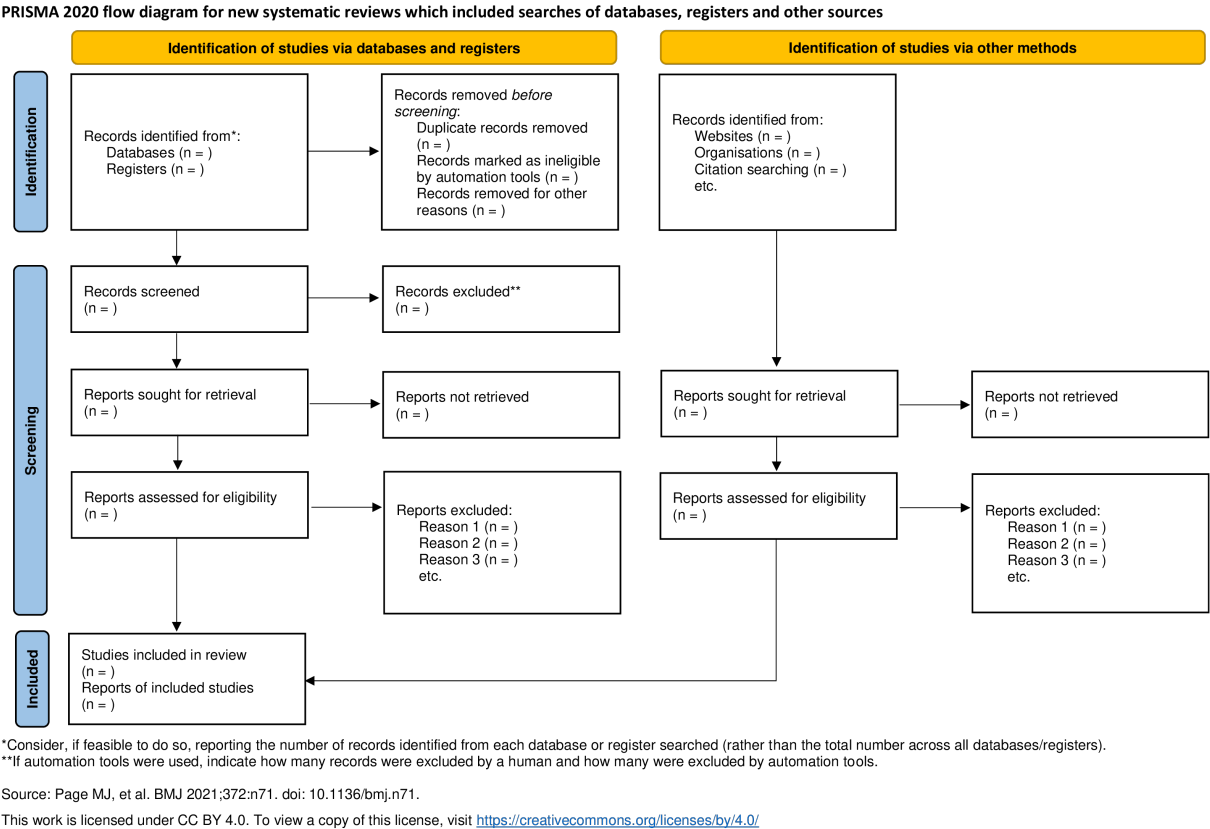 PRISMA 2020 flow diagram for new systematic reviews which included searches of databases, registers and other sources
Identification of studies via databases and registers
Identification of studies via other methods
Identification
Records identified from*:
Databases (n = )
Registers (n = )
Records removed before
screening:
Duplicate records removed
(n = )
Records marked as ineligible
by automation tools (n = )
Records removed for other
reasons (n = )
Records identified from:
Websites (n = )
Organisations (n = )
Citation searching (n = )
etc.
Screening
Records screened
(n = )
Records excluded**
(n = )
Reports sought for retrieval
(n = )
Reports not retrieved
(n = )
Reports sought for retrieval
(n = )
Reports not retrieved
(n = )
Reports assessed for eligibility
(n = )
Reports excluded:
Reason 1 (n = )
Reason 2 (n = )
Reason 3 (n = )
etc.
Reports assessed for eligibility
(n = )
Reports excluded:
Reason 1 (n = )
Reason 2 (n = )
Reason 3 (n = )
etc.
Included
Studies included in review
(n = )
Reports of included studies
(n = )
*Consider, if feasible to do so, reporting the number of records identified from each database or register searched (rather than the total number across all databases/registers).
**If automation tools were used, indicate how many records were excluded by a human and how many were excluded by automation tools.
Source: Page MJ, et al. BMJ 2021;372:n71. doi: 10.1136/bmj.n71.
This work is licensed under CC BY 4.0. To view a copy of this license, visit https://creativecommons.org/licenses/by/4.0/